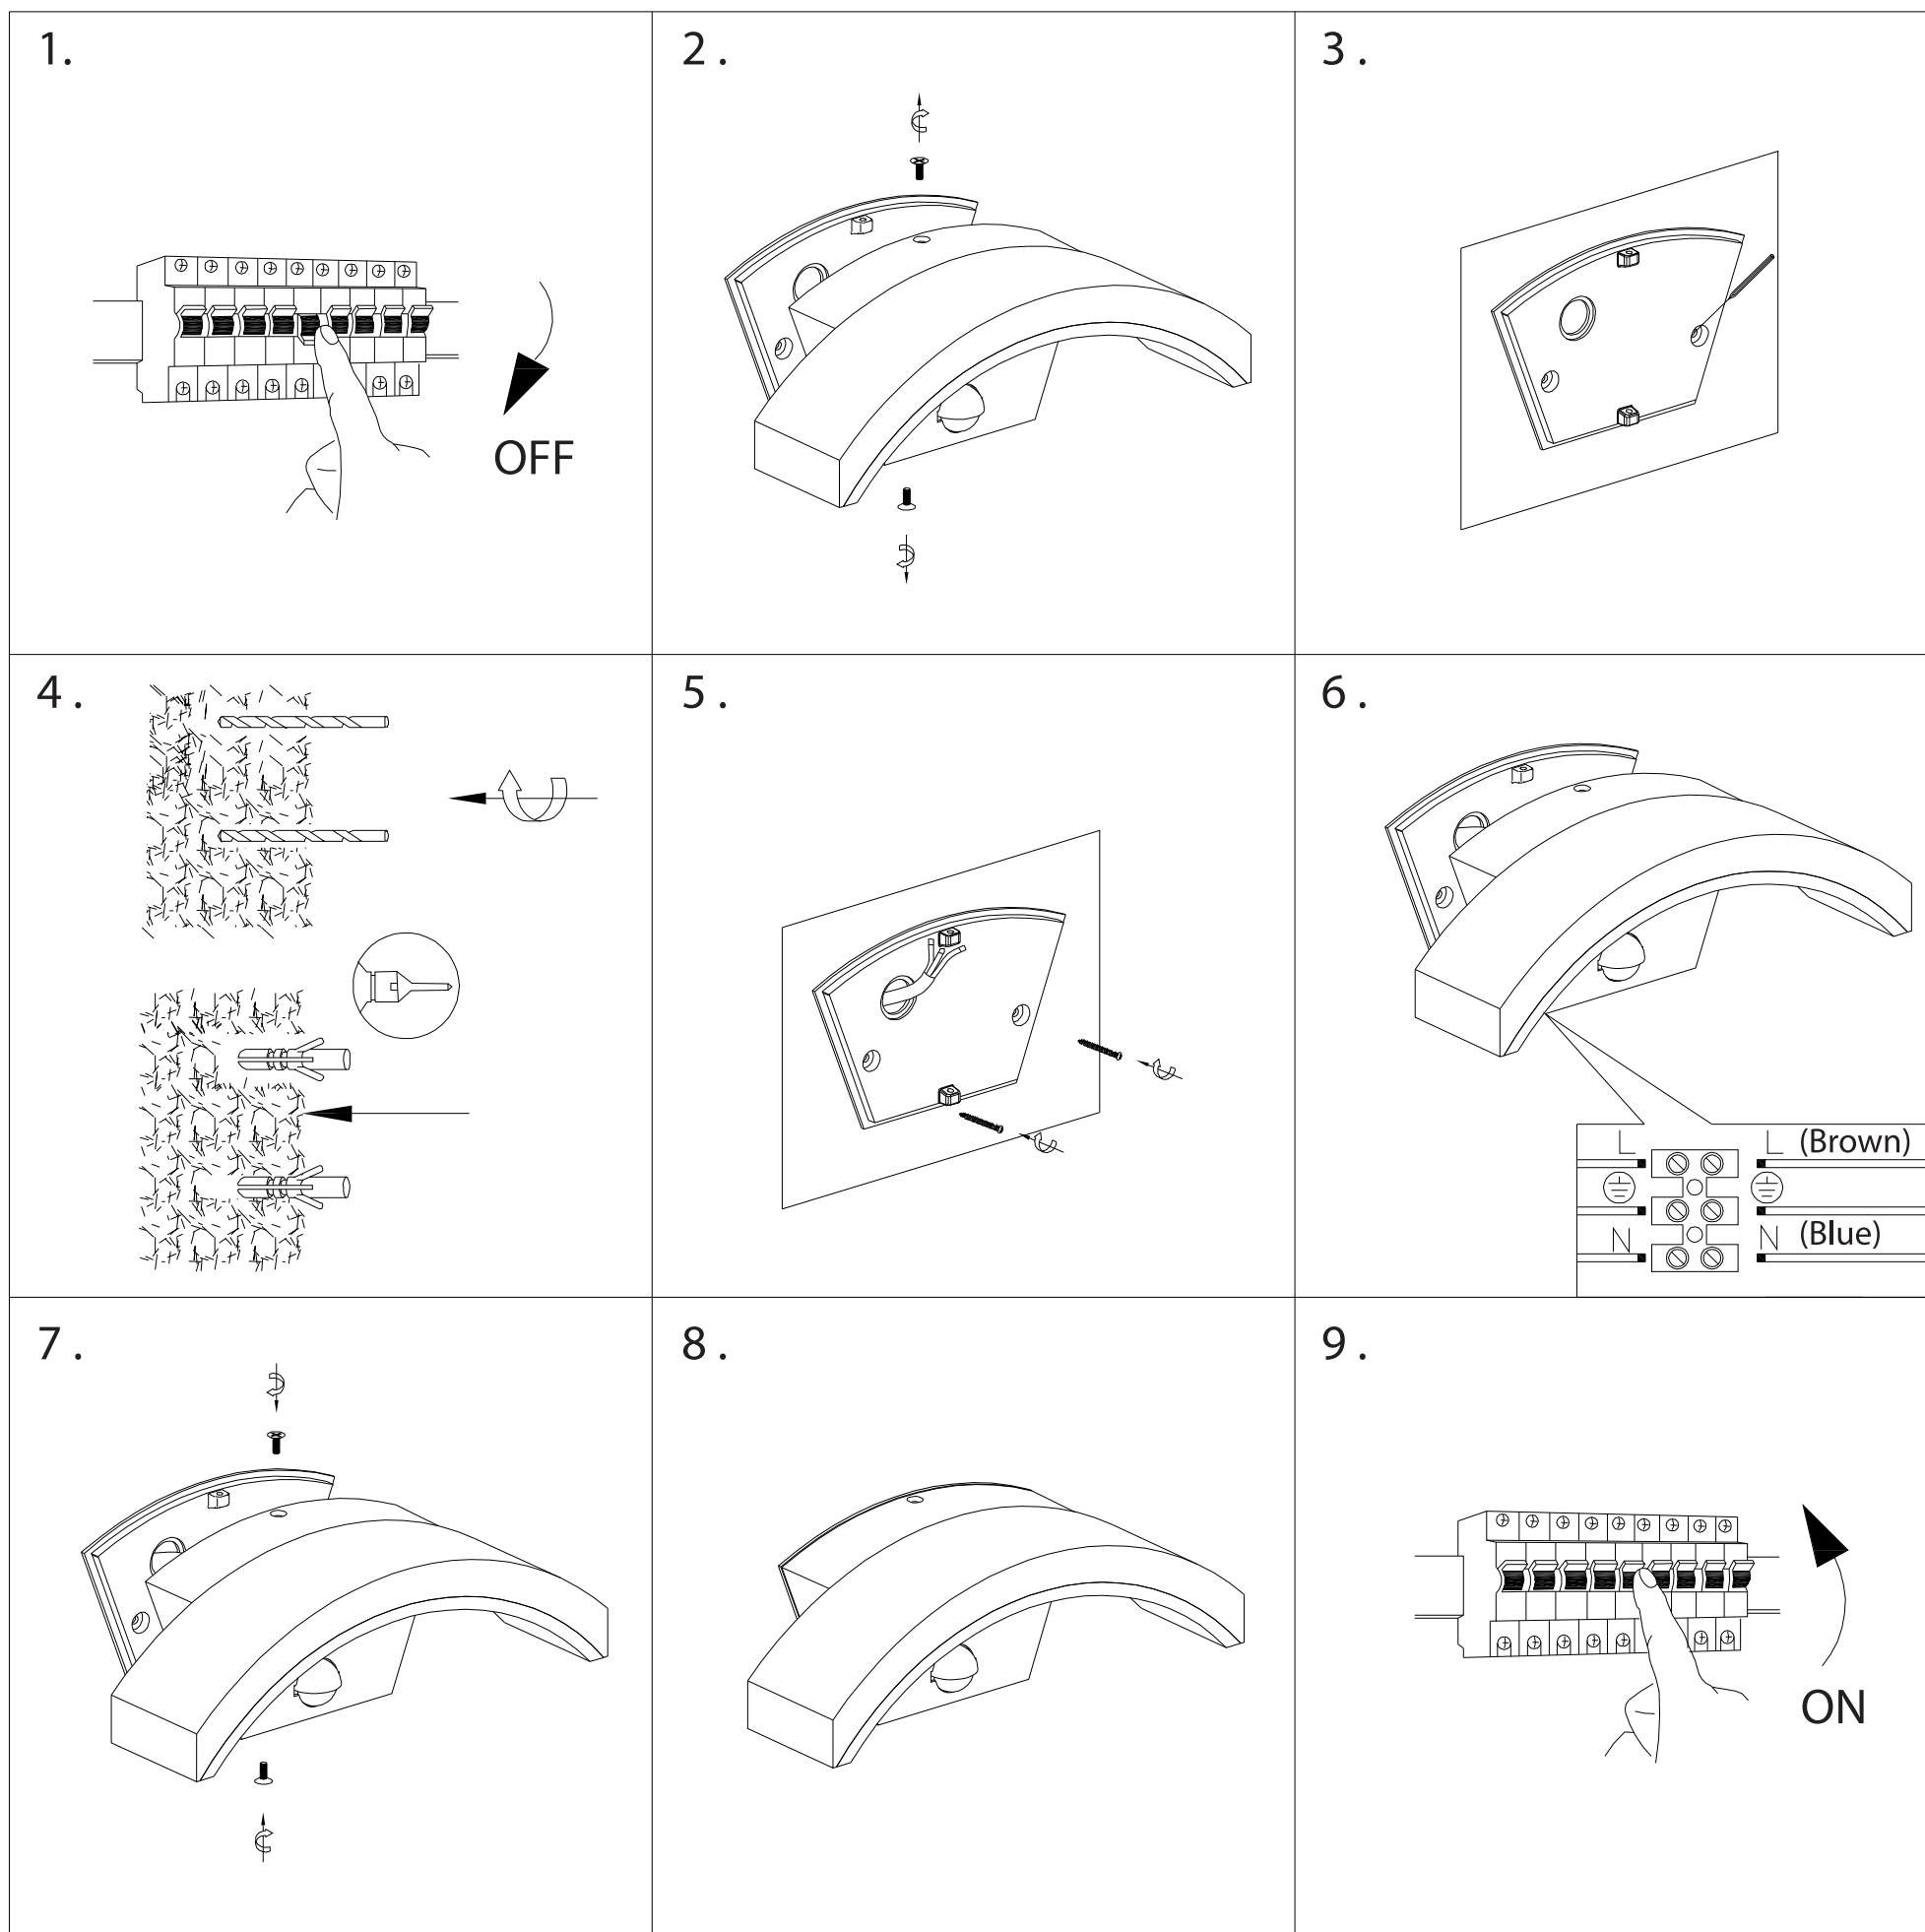 1.
OFF
2 .
3 .
4 .
5 .
6 .
L L (Brown)
N N (Blue)
7 .
8 .
9 .
ON